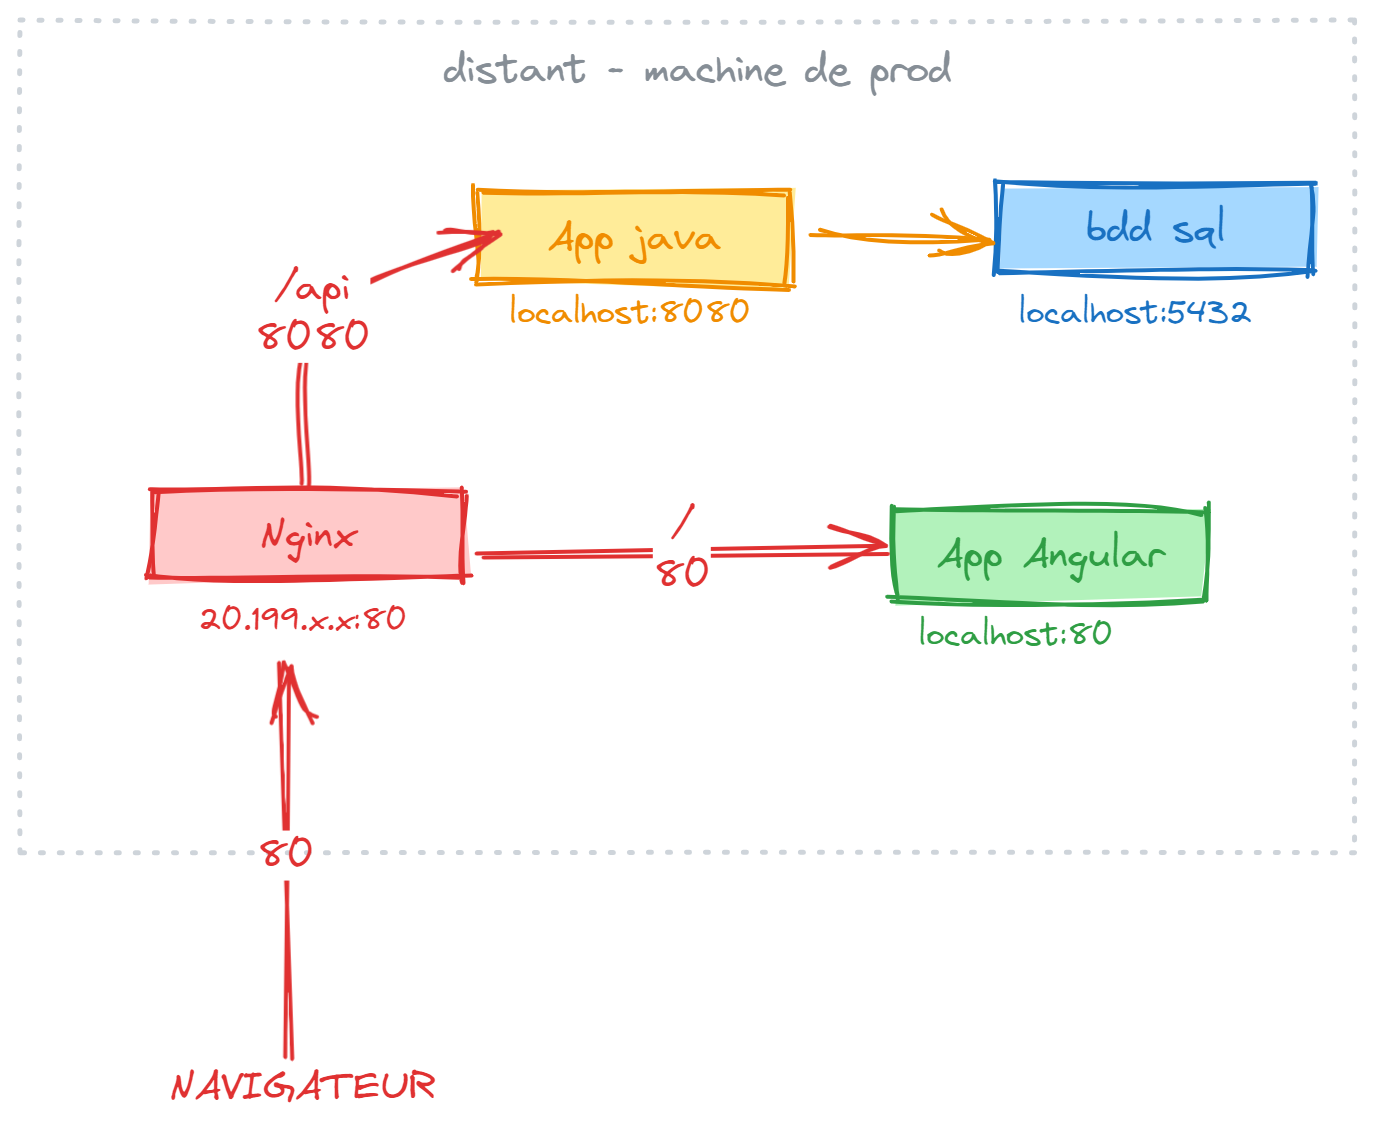 distant - machine de prod
App java
bdd sql
localhost:8080
localhost:5432
/api
8080
Nginx
/
80
App Angular
20.199.x.x:80
localhost:80
80
NAVIGATEUR